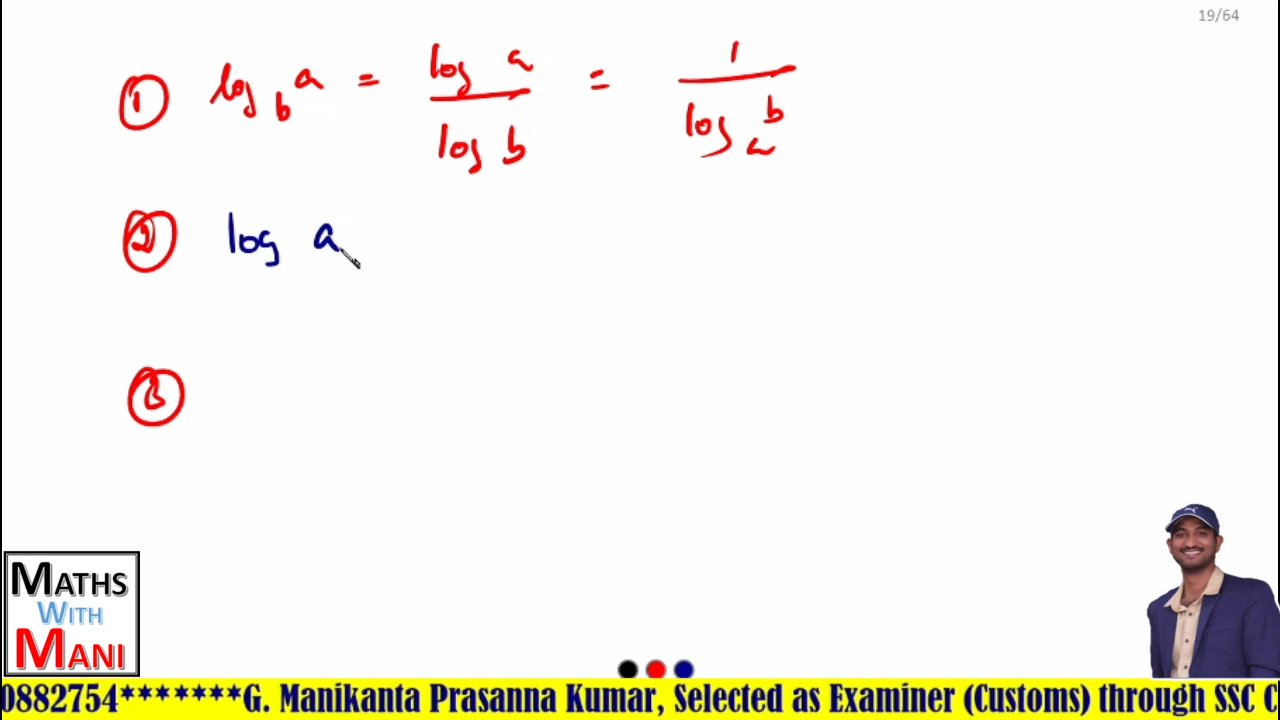 19/64
① log_b a = log a / log b = 1 / log_a b
② log a
③
MATHS
WITH
MANI
0882754*******G. Manikanta Prasanna Kumar, Selected as Examiner (Customs) through SSC C